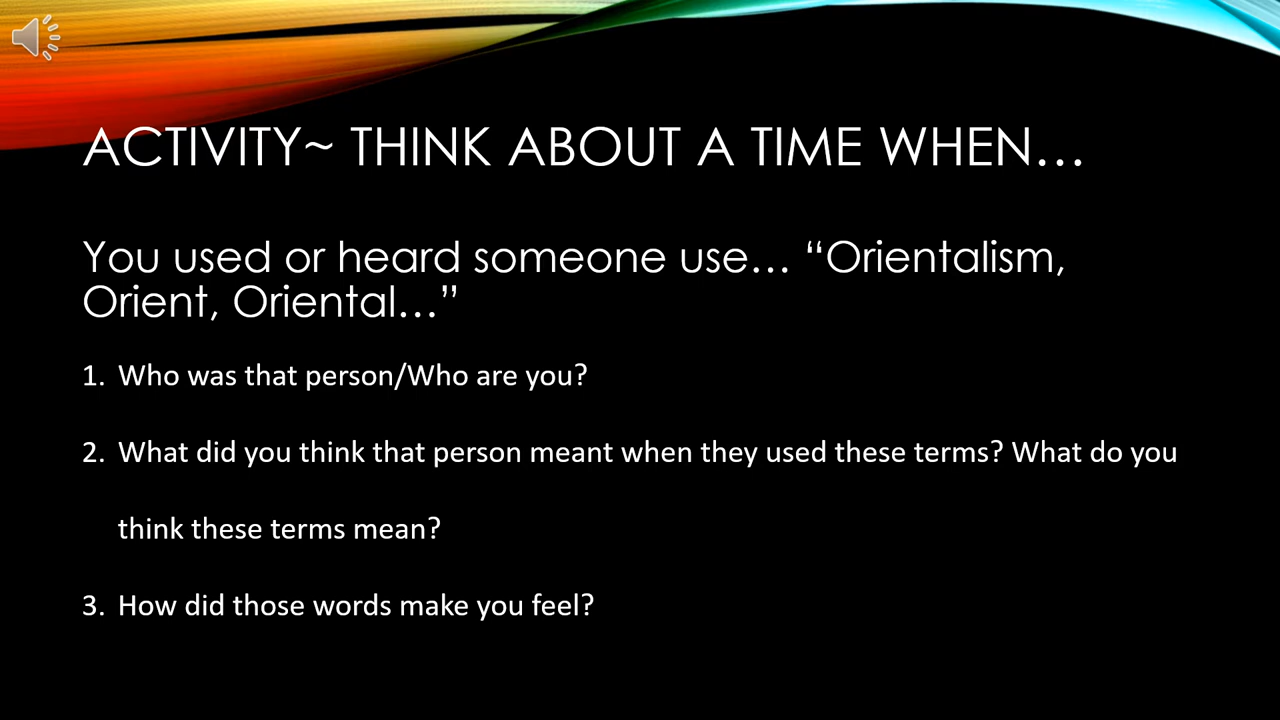 ACTIVITY~ THINK ABOUT A TIME WHEN…
You used or heard someone use… “Orientalism,
Orient, Oriental…”
1. Who was that person/Who are you?
2. What did you think that person meant when they used these terms? What do you
think these terms mean?
3. How did those words make you feel?